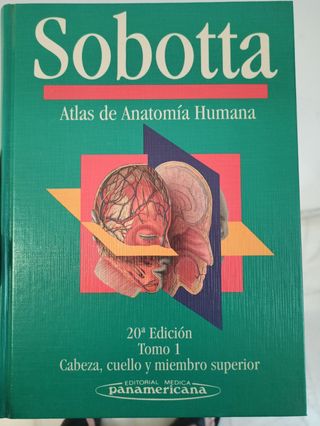 Sobotta
Atlas de Anatomía Humana
20ª Edición
Tomo 1
Cabeza, cuello y miembro superior
EDITORIAL MEDICA
panamericana